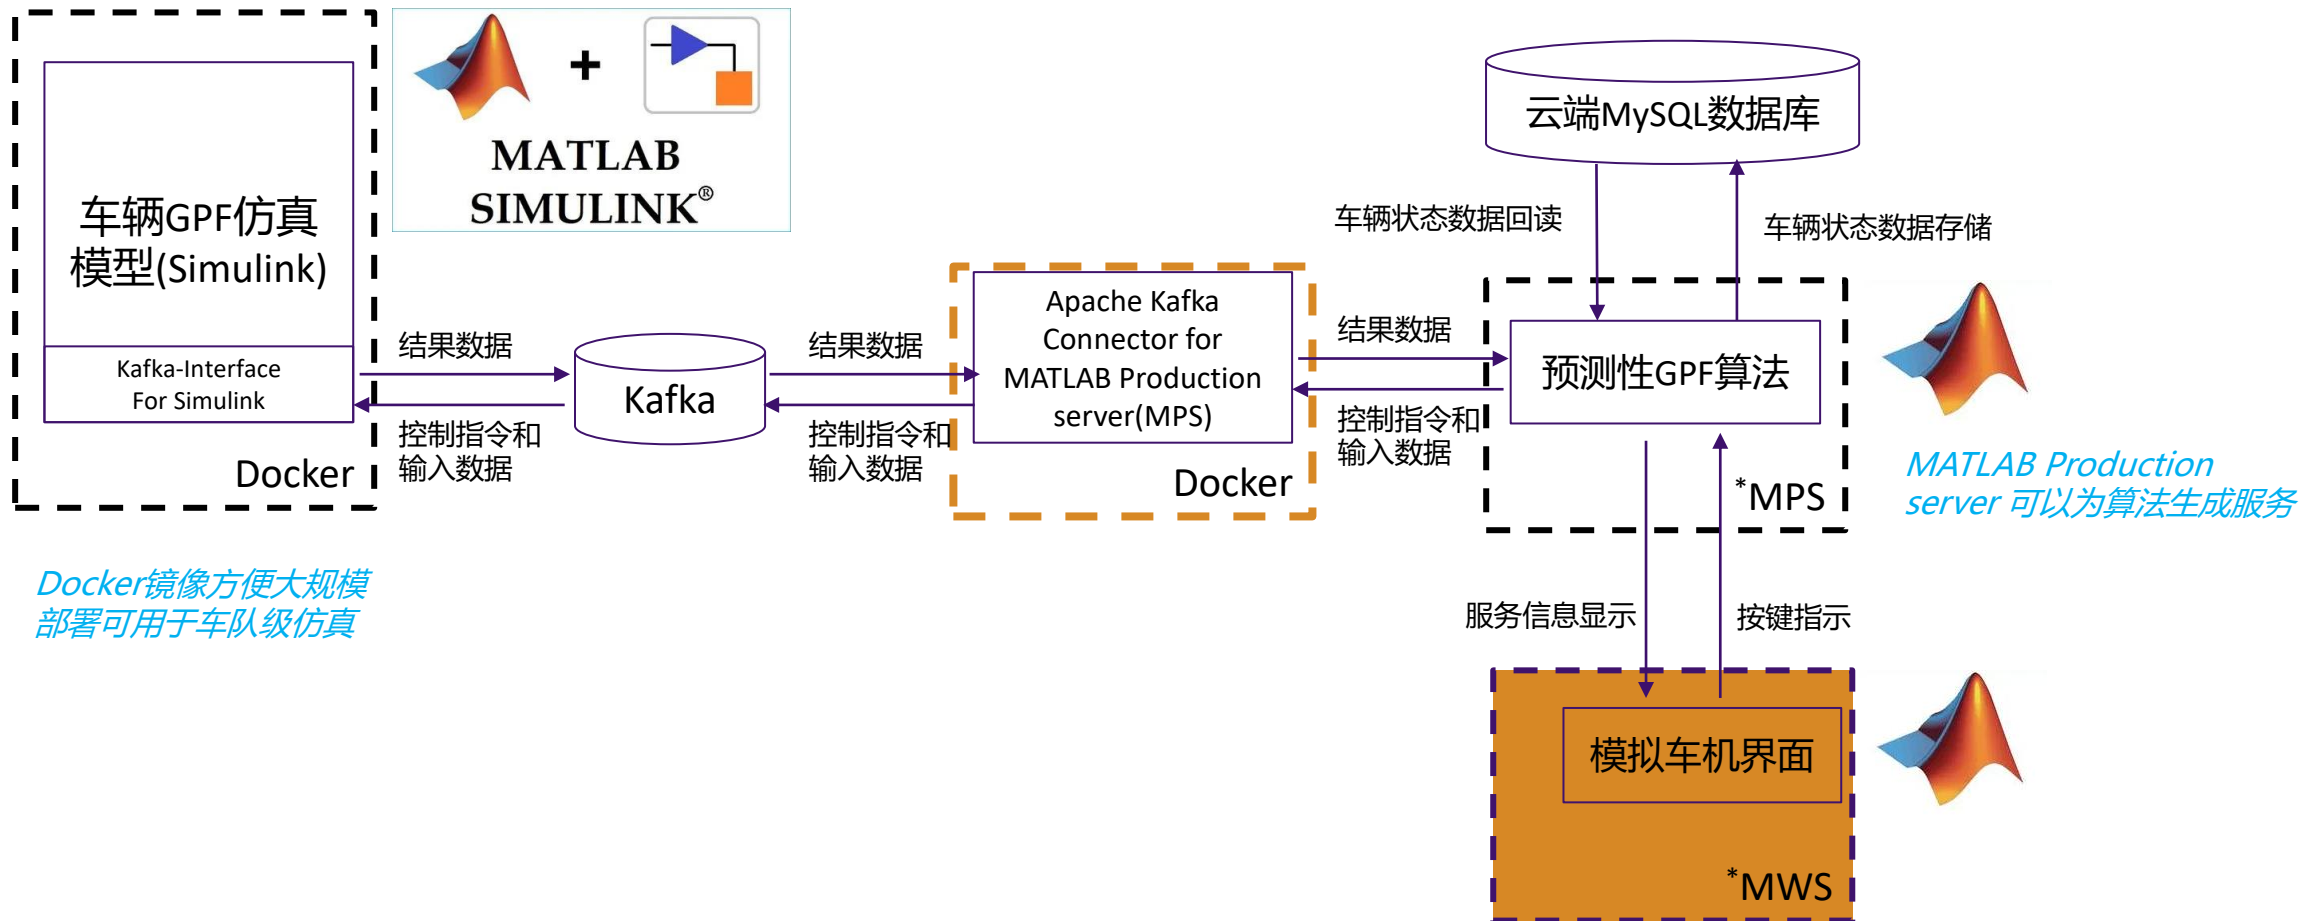 车辆GPF仿真
模型(Simulink)
Kafka-Interface
For Simulink
Docker
Docker镜像方便大规模
部署可用于车队级仿真
+
MATLAB
SIMULINK®
结果数据
控制指令和
输入数据
Kafka
结果数据
控制指令和
输入数据
Apache Kafka
Connector for
MATLAB Production
server(MPS)
Docker
结果数据
控制指令和
输入数据
云端MySQL数据库
车辆状态数据回读
车辆状态数据存储
预测性GPF算法
*MPS
MATLAB Production
server 可以为算法生成服务
服务信息显示
按键指示
模拟车机界面
*MWS